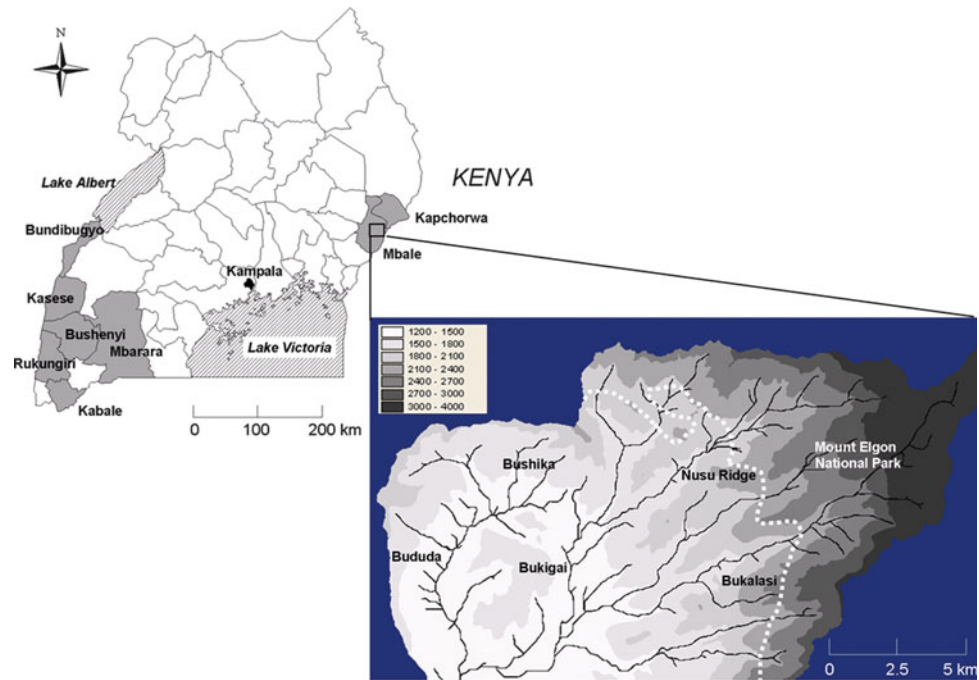 N
Lake Albert
KENYA
Bundibugyo
Kapchorwa
Mbale
Kampala
Kasese
Bushenyi
Mbarara
Rukungiri
Lake Victoria
Kabale
0 100 200 km
1200 - 1500
1500 - 1800
1800 - 2100
2100 - 2400
2400 - 2700
2700 - 3000
3000 - 4000
Mount Elgon
National Park
Bushika
Nusu Ridge
Bududa
Bukigai
Bukalasi
0 2.5 5 km